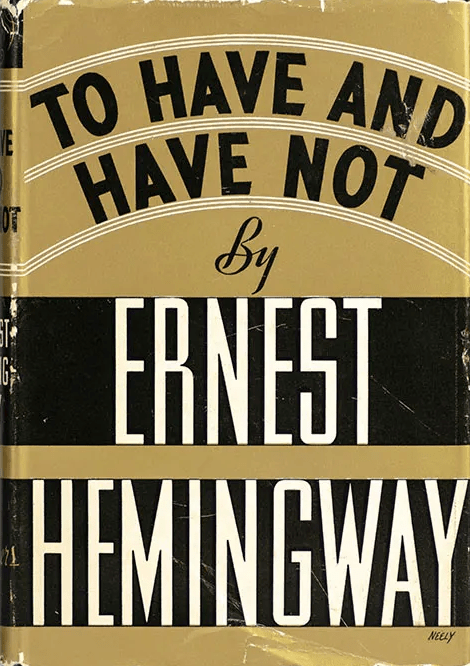 TO HAVE AND
HAVE NOT
By
ERNEST
HEMINGWAY
NEELY